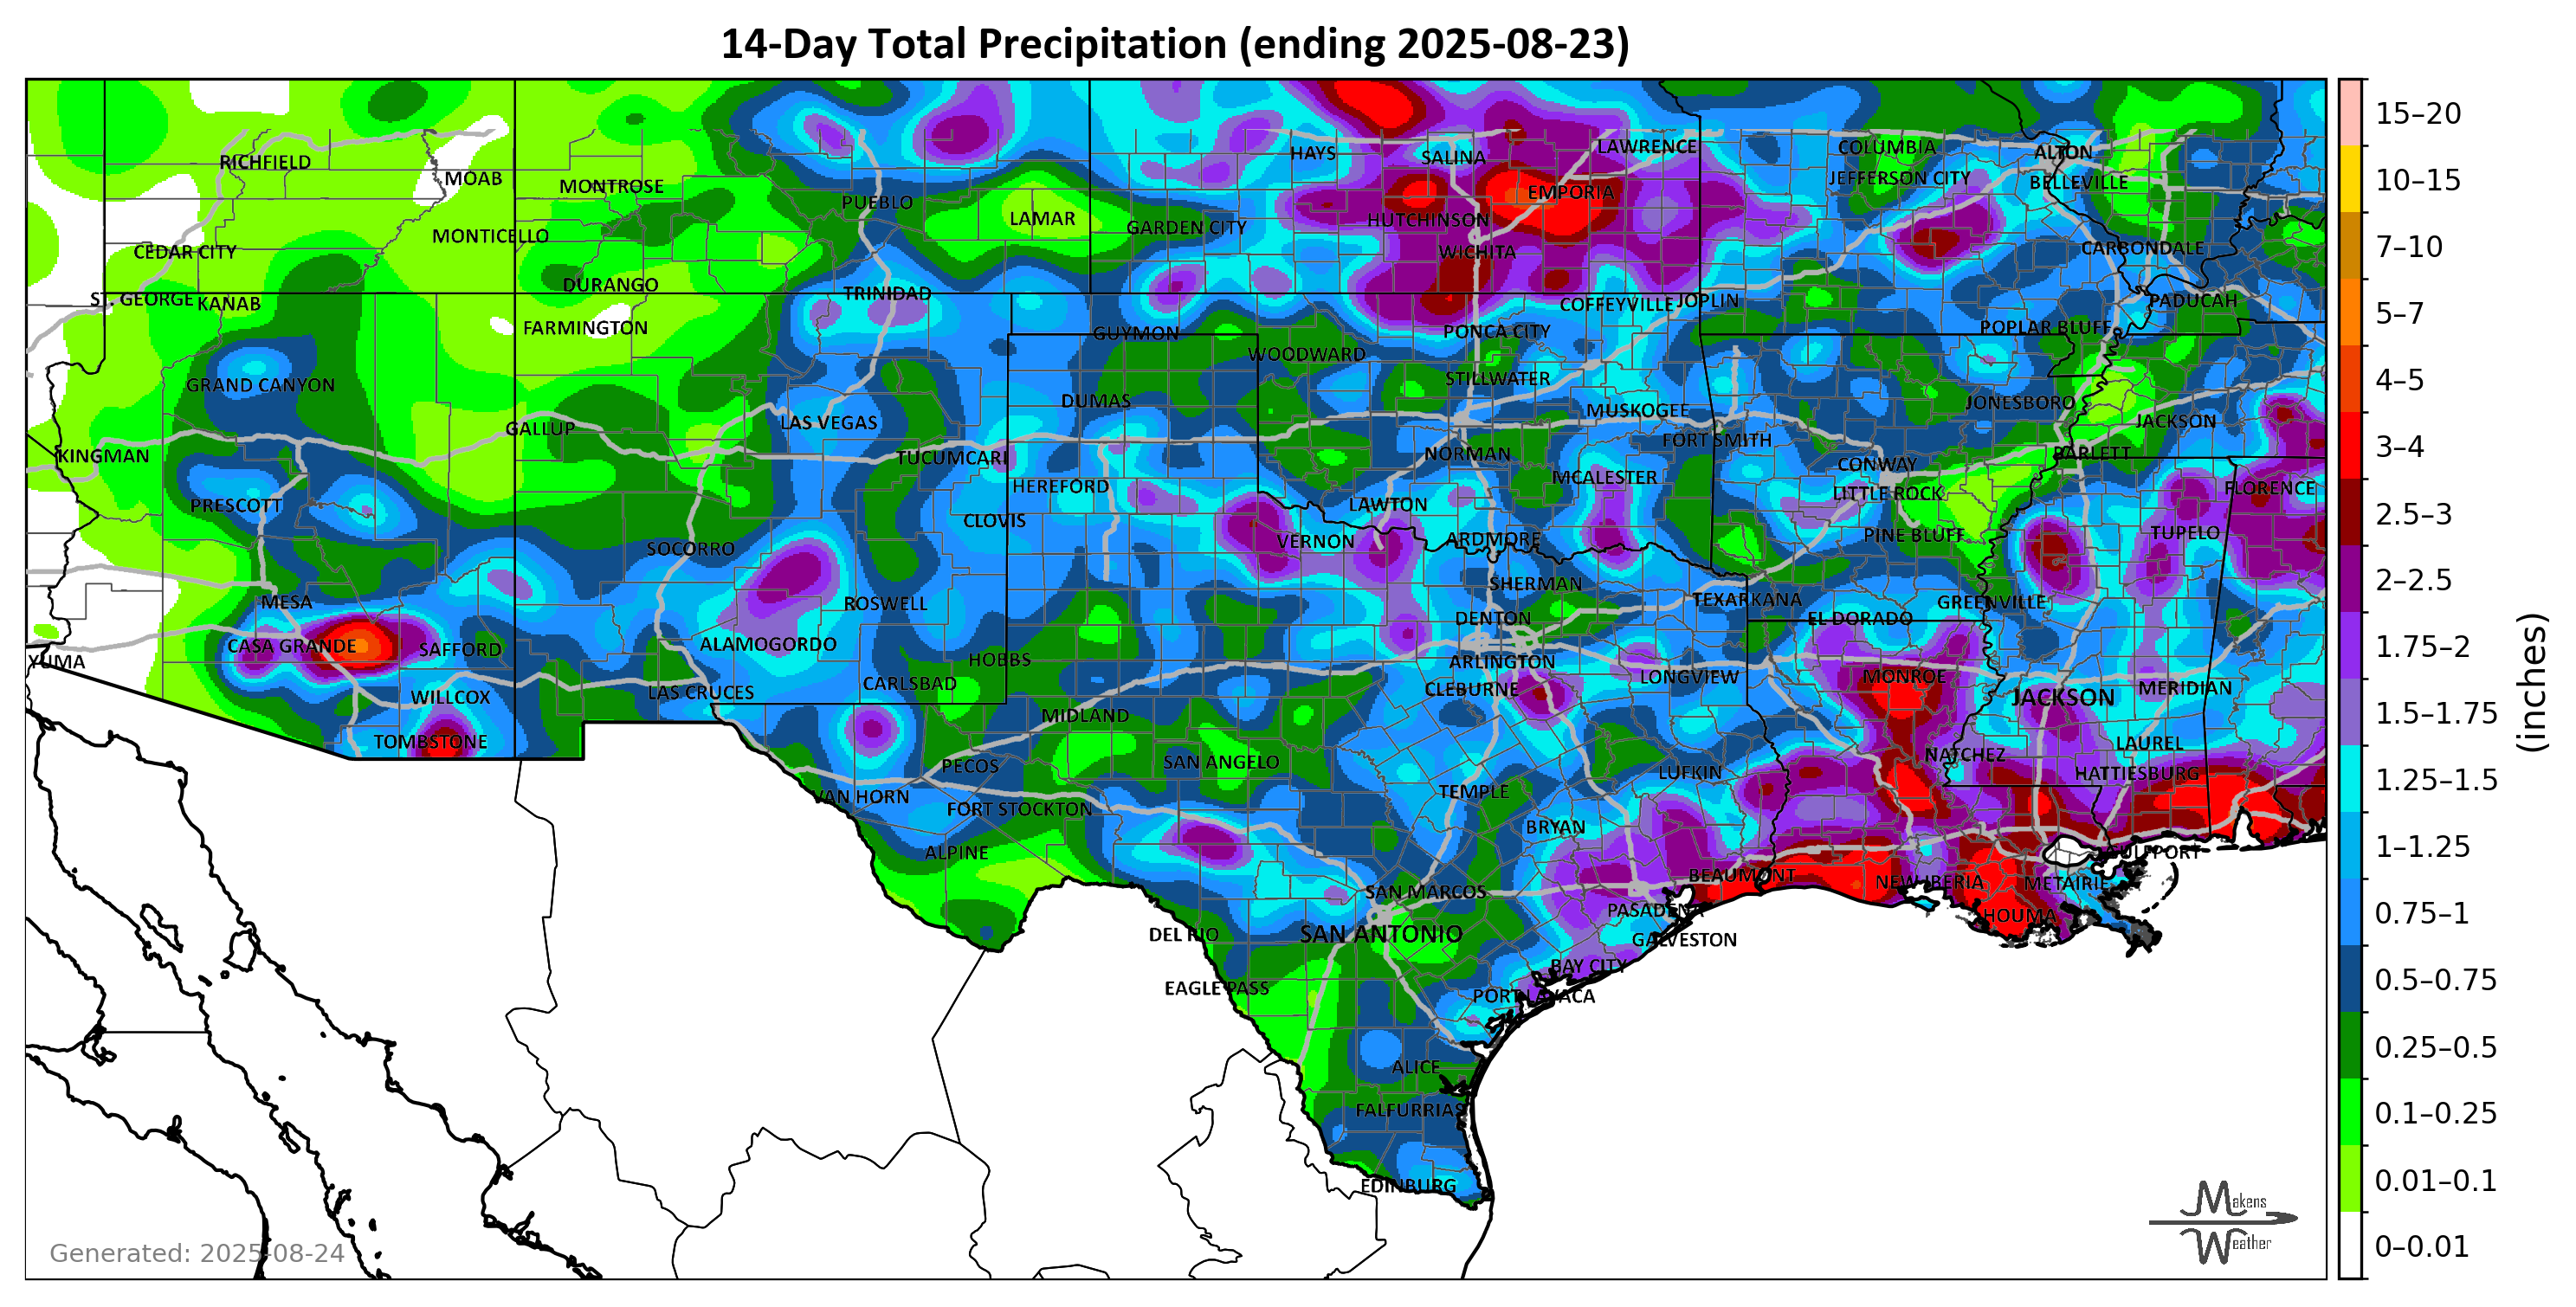 14-Day Total Precipitation (ending 2025-08-23)
RICHFIELD
MOAB
MONTROSE
PUEBLO
LAMAR
HAYS
SALINA
LAWRENCE
COLUMBIA
ALTON
JEFFERSON CITY
BELLEVILLE
EMPORIA
HUTCHINSON
GARDEN CITY
WICHITA
MONTICELLO
CEDAR CITY
CARBONDALE
DURANGO
TRINIDAD
ST. GEORGE
KANAB
COFFEYVILLE
JOPLIN
PADUCAH
FARMINGTON
GUYMON
PONCA CITY
POPLAR BLUFF
WOODWARD
GRAND CANYON
STILLWATER
DUMAS
MUSKOGEE
JONESBORO
LAS VEGAS
JACKSON
GALLUP
FORT SMITH
KINGMAN
TUCUMCARI
NORMAN
BARLETT
CONWAY
MCALESTER
HEREFORD
LITTLE ROCK
FLORENCE
PRESCOTT
LAWTON
CLOVIS
PINE BLUFF
TUPELO
SOCORRO
VERNON
ARDMORE
SHERMAN
MESA
ROSWELL
TEXARKANA
GREENVILLE
DENTON
EL DORADO
CASA GRANDE
SAFFORD
ALAMOGORDO
YUMA
HOBBS
ARLINGTON
LONGVIEW
MONROE
CARLSBAD
CLEBURNE
MERIDIAN
WILLCOX
LAS CRUCES
JACKSON
MIDLAND
TOMBSTONE
LAUREL
NATCHEZ
PECOS
SAN ANGELO
LUFKIN
HATTIESBURG
VAN HORN
FORT STOCKTON
TEMPLE
BRYAN
ALPINE
GULFPORT
BEAUMONT
NEW IBERIA
METAIRIE
SAN MARCOS
PASADENA
HOUMA
DEL RIO
SAN ANTONIO
GALVESTON
BAY CITY
EAGLE PASS
PORT LAVACA
ALICE
FALFURRIAS
EDINBURG
15–20
10–15
7–10
5–7
4–5
3–4
2.5–3
2–2.5
1.75–2
1.5–1.75
1.25–1.5
1–1.25
0.75–1
0.5–0.75
0.25–0.5
0.1–0.25
0.01–0.1
0–0.01
(inches)
Makens
Weather
Generated: 2025-08-24